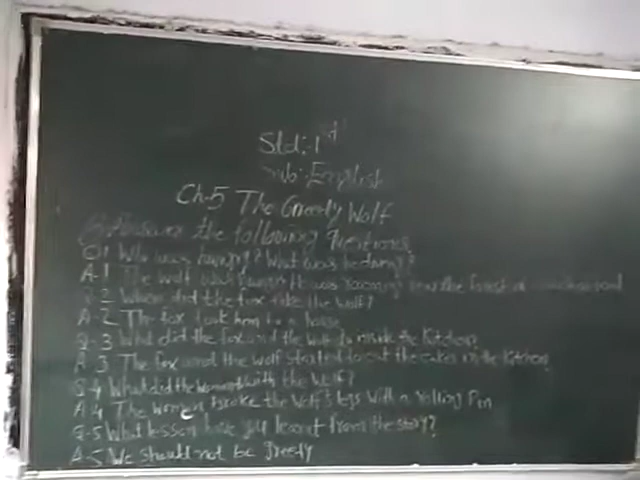 Std:-1st
Sub:-English
Ch-5 The Greedy Wolf
Answer the following questions
Q-1 Who was hungry? What was he doing?
A-1 The wolf was hungry. It was roaming the forest
Q-2 Where did the fox take the wolf?
A-2 The fox took him to a house
Q-3 What did the fox and the wolf do inside the Kitchen
A-3 The fox and the wolf started to eat the cakes in the Kitchen
Q-4 What did the woman with the wolf?
A-4 The woman broke the wolf's legs with a rolling Pin
Q-5 What lesson have you learnt from the story?
A-5 We should not be greedy